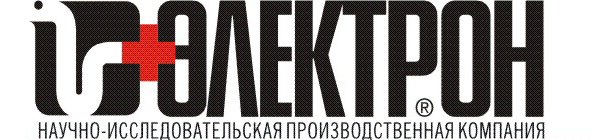 ЭЛЕКТРОН®
НАУЧНО-ИССЛЕДОВАТЕЛЬСКАЯ ПРОИЗВОДСТВЕННАЯ КОМПАНИЯ